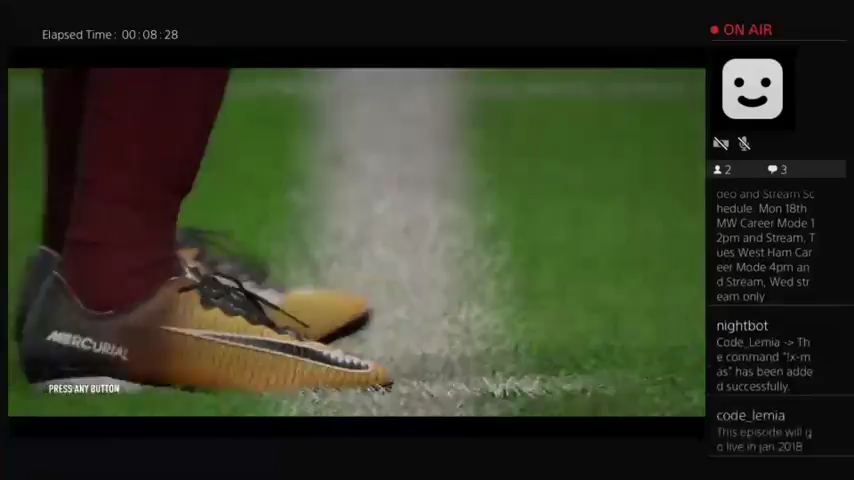 Elapsed Time: 00:08:28
ON AIR
2
3
deo and Stream Sc
hedule. Mon 18th
MW Career Mode 1
2pm and Stream, T
ues West Ham Car
eer Mode 4pm an
d Stream, Wed str
eam only
nightbot
Code_Lemia -> Th
e command "!x-m
as" has been adde
d successfully.
code_lemia
This episode will g
o live in jan 2018
MERCURIAL
PRESS ANY BUTTON